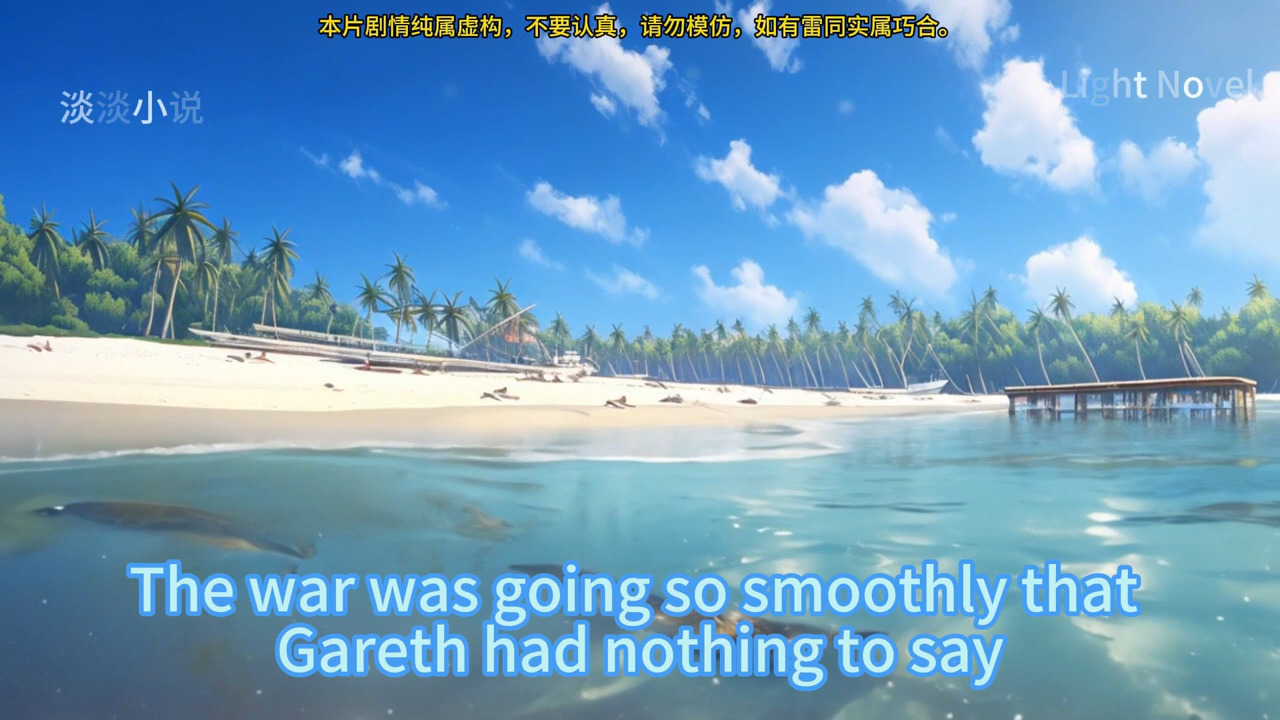 本片剧情纯属虚构，不要认真，请勿模仿，如有雷同实属巧合。
淡淡小说
Light Novel
The war was going so smoothly that
Gareth had nothing to say